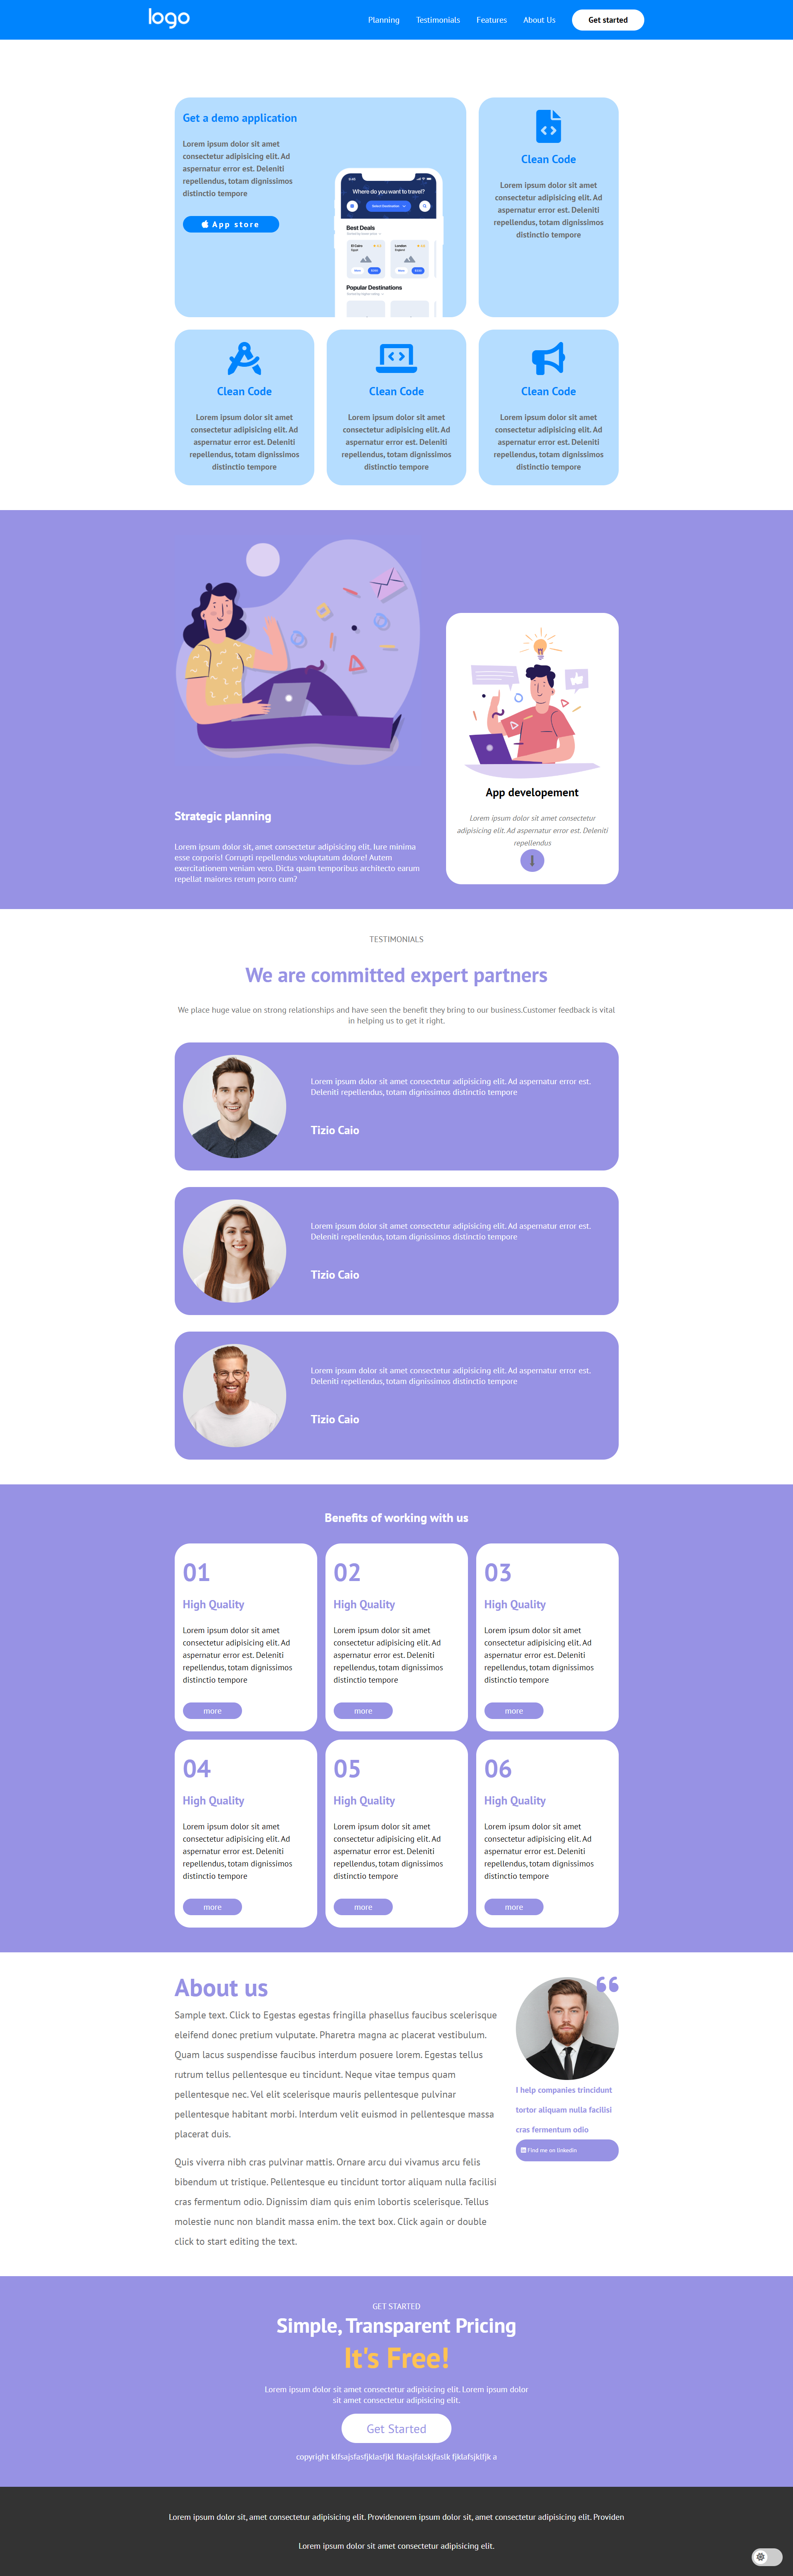 logo
Planning
Testimonials
Features
About Us
Get started
Get a demo application
Lorem ipsum dolor sit amet
consectetur adipisicing elit. Ad
aspernatur error est. Deleniti
repellendus, totam dignissimos
distinctio tempore
App store
Where do you want to travel?
Best Deals
El Cairo
London
Popular Destinations
Clean Code
Lorem ipsum dolor sit amet
consectetur adipisicing elit. Ad
aspernatur error est. Deleniti
repellendus, totam dignissimos
distinctio tempore
Clean Code
Lorem ipsum dolor sit amet
consectetur adipisicing elit. Ad
aspernatur error est. Deleniti
repellendus, totam dignissimos
distinctio tempore
Clean Code
Lorem ipsum dolor sit amet
consectetur adipisicing elit. Ad
aspernatur error est. Deleniti
repellendus, totam dignissimos
distinctio tempore
Clean Code
Lorem ipsum dolor sit amet
consectetur adipisicing elit. Ad
aspernatur error est. Deleniti
repellendus, totam dignissimos
distinctio tempore
Strategic planning
Lorem ipsum dolor sit, amet consectetur adipisicing elit. Iure minima
esse corporis! Corrupti repellendus voluptatum dolore! Autem
exercitationem veniam vero. Dicta quam temporibus architecto earum
repellat maiores rerum porro cum?
App developement
Lorem ipsum dolor sit amet consectetur
adipisicing elit. Ad aspernatur error est. Deleniti
repellendus
TESTIMONIALS
We are committed expert partners
We place huge value on strong relationships and have seen the benefit they bring to our business.Customer feedback is vital
in helping us to get it right.
Lorem ipsum dolor sit amet consectetur adipisicing elit. Ad aspernatur error est.
Deleniti repellendus, totam dignissimos distinctio tempore
Tizio Caio
Lorem ipsum dolor sit amet consectetur adipisicing elit. Ad aspernatur error est.
Deleniti repellendus, totam dignissimos distinctio tempore
Tizio Caio
Lorem ipsum dolor sit amet consectetur adipisicing elit. Ad aspernatur error est.
Deleniti repellendus, totam dignissimos distinctio tempore
Tizio Caio
Benefits of working with us
01
High Quality
Lorem ipsum dolor sit amet
consectetur adipisicing elit. Ad
aspernatur error est. Deleniti
repellendus, totam dignissimos
distinctio tempore
more
02
High Quality
Lorem ipsum dolor sit amet
consectetur adipisicing elit. Ad
aspernatur error est. Deleniti
repellendus, totam dignissimos
distinctio tempore
more
03
High Quality
Lorem ipsum dolor sit amet
consectetur adipisicing elit. Ad
aspernatur error est. Deleniti
repellendus, totam dignissimos
distinctio tempore
more
04
High Quality
Lorem ipsum dolor sit amet
consectetur adipisicing elit. Ad
aspernatur error est. Deleniti
repellendus, totam dignissimos
distinctio tempore
more
05
High Quality
Lorem ipsum dolor sit amet
consectetur adipisicing elit. Ad
aspernatur error est. Deleniti
repellendus, totam dignissimos
distinctio tempore
more
06
High Quality
Lorem ipsum dolor sit amet
consectetur adipisicing elit. Ad
aspernatur error est. Deleniti
repellendus, totam dignissimos
distinctio tempore
more
About us
Sample text. Click to Egestas egestas fringilla phasellus faucibus scelerisque
eleifend donec pretium vulputate. Pharetra magna ac placerat vestibulum.
Quam lacus suspendisse faucibus interdum posuere lorem. Egestas tellus
rutrum tellus pellentesque eu tincidunt. Neque vitae tempus quam
pellentesque nec. Vel elit scelerisque mauris pellentesque pulvinar
pellentesque habitant morbi. Interdum velit euismod in pellentesque massa
placerat duis.
Quis viverra nibh cras pulvinar mattis. Ornare arcu dui vivamus arcu felis
bibendum ut tristique. Pellentesque eu tincidunt tortor aliquam nulla facilisi
cras fermentum odio. Dignissim diam quis enim lobortis scelerisque. Tellus
molestie nunc non blandit massa enim. the text box. Click again or double
click to start editing the text.
“
I help companies trincidunt
tortor aliquam nulla facilisi
cras fermentum odio
Find me on linkedin
GET STARTED
Simple, Transparent Pricing
It's Free!
Lorem ipsum dolor sit amet consectetur adipisicing elit. Lorem ipsum dolor
sit amet consectetur adipisicing elit.
Get Started
copyright klfsajsfasfjklasfjkl fklasjfalskjfaslk fjklafsjklfjk a
Lorem ipsum dolor sit, amet consectetur adipisicing elit. Providenorem ipsum dolor sit, amet consectetur adipisicing elit. Providen
Lorem ipsum dolor sit amet consectetur adipisicing elit.